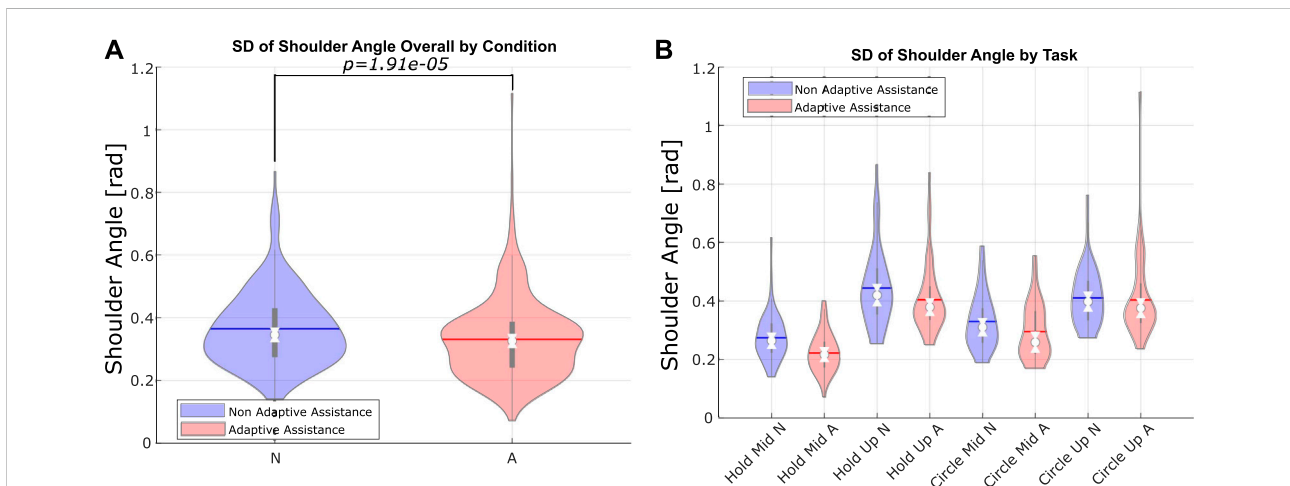 A
SD of Shoulder Angle Overall by Condition
p=1.91e-05
1.2
1
0.8
0.6
0.4
0.2
0
Shoulder Angle [rad]
Non Adaptive Assistance
Adaptive Assistance
N
A
B
SD of Shoulder Angle by Task
1.2
1
0.8
0.6
0.4
0.2
0
Shoulder Angle [rad]
Non Adaptive Assistance
Adaptive Assistance
Hold Mid N
Hold Mid A
Hold Up N
Hold Up A
Circle Mid N
Circle Mid A
Circle Up N
Circle Up A